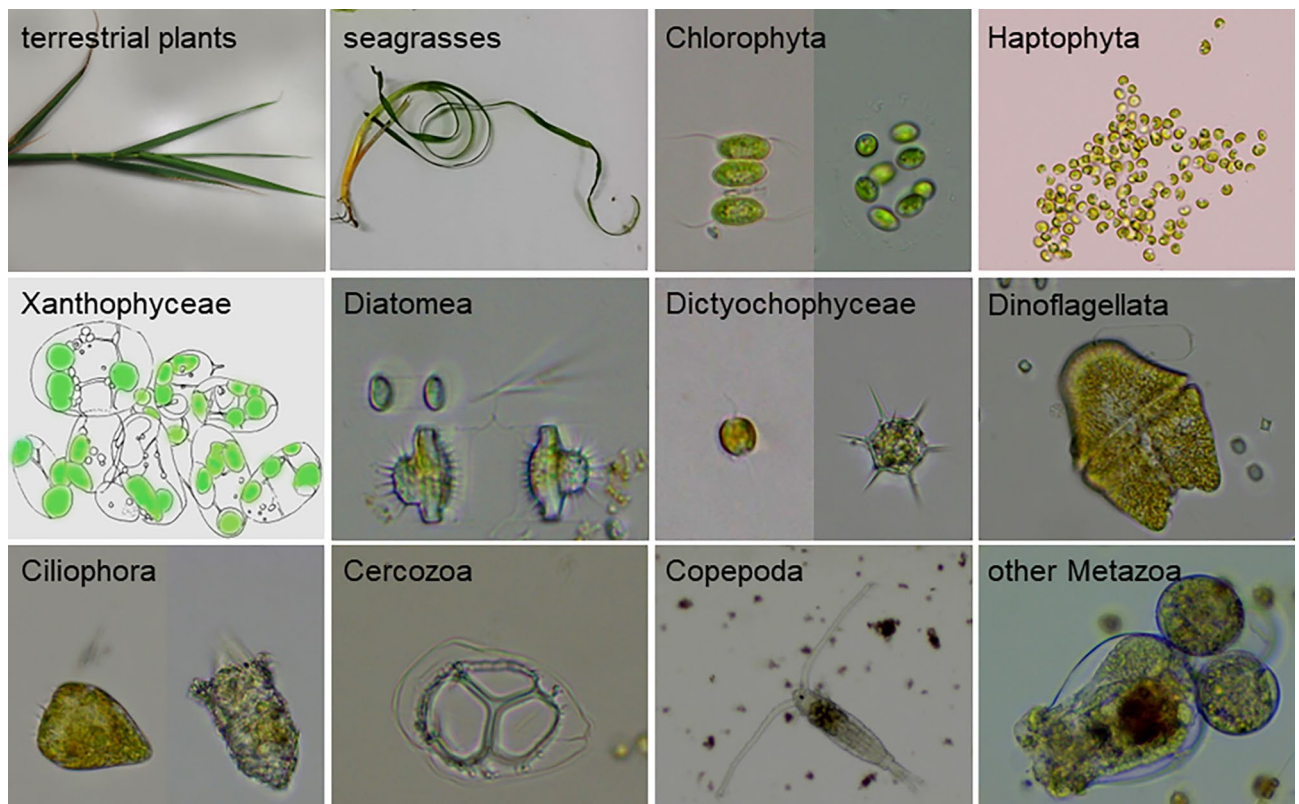 terrestrial plants
seagrasses
Chlorophyta
Haptophyta
Xanthophyceae
Diatomea
Dictyochophyceae
Dinoflagellata
Ciliophora
Cercozoa
Copepoda
other Metazoa